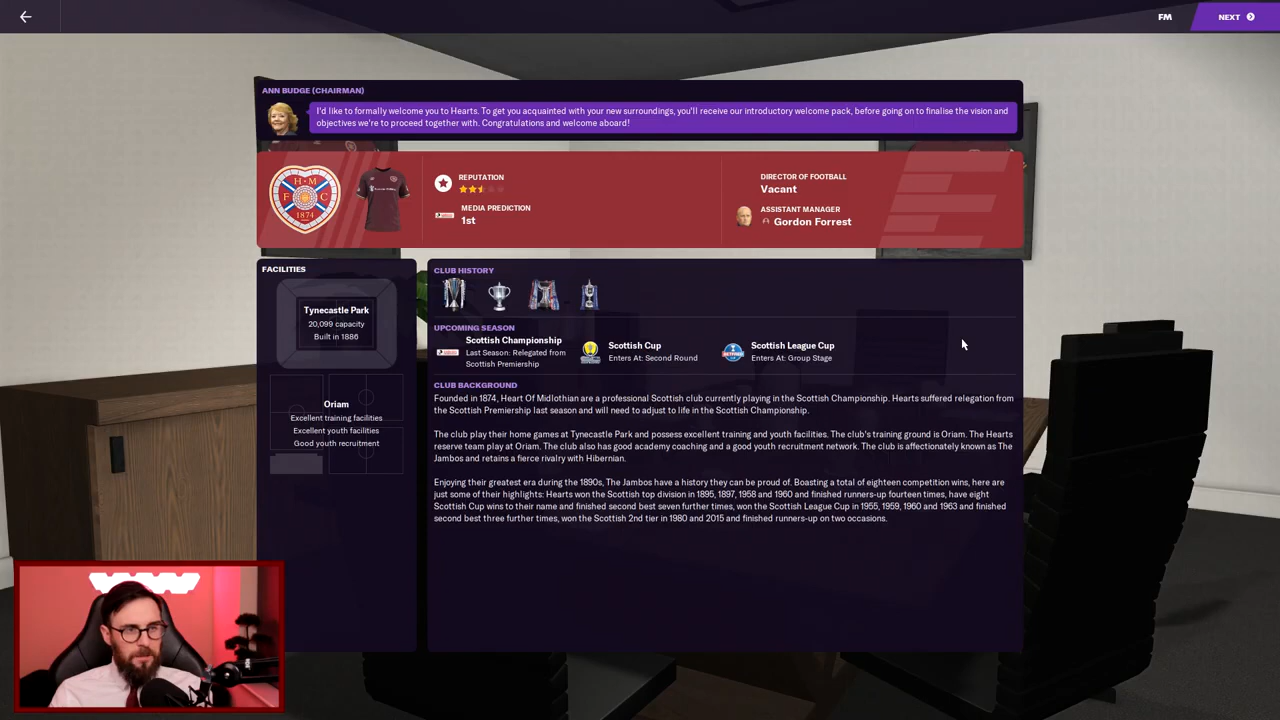 FM
NEXT
ANN BUDGE (CHAIRMAN)
I'd like to formally welcome you to Hearts. To get you acquainted with your new surroundings, you'll receive our introductory welcome pack, before going on to finalise the vision and
objectives we're to proceed together with. Congratulations and welcome aboard!
H M
F C
1874
REPUTATION
MEDIA PREDICTION
1st
DIRECTOR OF FOOTBALL
Vacant
ASSISTANT MANAGER
Gordon Forrest
FACILITIES
Tynecastle Park
20,099 capacity
Built in 1886
Oriam
Excellent training facilities
Excellent youth facilities
Good youth recruitment
CLUB HISTORY
UPCOMING SEASON
Scottish Championship
Last Season: Relegated from
Scottish Premiership
Scottish Cup
Enters At: Second Round
Scottish League Cup
Enters At: Group Stage
CLUB BACKGROUND
Founded in 1874, Heart Of Midlothian are a professional Scottish club currently playing in the Scottish Championship. Hearts suffered relegation from
the Scottish Premiership last season and will need to adjust to life in the Scottish Championship.
The club play their home games at Tynecastle Park and possess excellent training and youth facilities. The club's training ground is Oriam. The Hearts
reserve team play at Oriam. The club also has good academy coaching and a good youth recruitment network. The club is affectionately known as The
Jambos and retains a fierce rivalry with Hibernian.
Enjoying their greatest era during the 1890s, The Jambos have a history they can be proud of. Boasting a total of eighteen competition wins, here are
just some of their highlights: Hearts won the Scottish top division in 1895, 1897, 1958 and 1960 and finished runners-up fourteen times, have eight
Scottish Cup wins to their name and finished second best seven further times, won the Scottish League Cup in 1955, 1959, 1960 and 1963 and finished
second best three further times, won the Scottish 2nd tier in 1980 and 2015 and finished runners-up on two occasions.